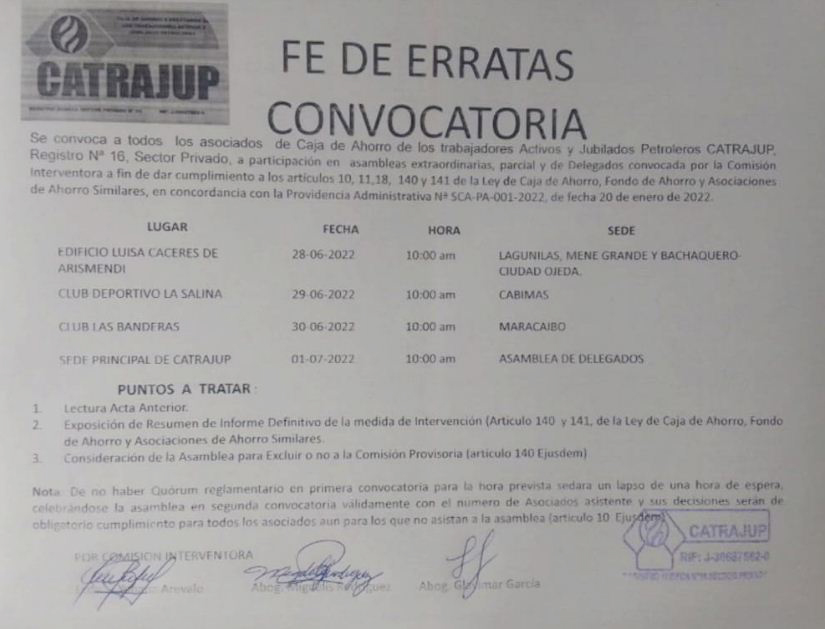 CATRAJUP
FE DE ERRATAS
CONVOCATORIA
Se convoca a todos los asociados de Caja de Ahorro de los trabajadores Activos y Jubilados Petroleros CATRAJUP,
Registro Nª 16, Sector Privado, a participación en asambleas extraordinarias, parcial y de Delegados convocada por la Comisión
Interventora a fin de dar cumplimiento a los artículos 10, 11,18, 140 y 141 de la Ley de Caja de Ahorro, Fondo de Ahorro y Asociaciones
de Ahorro Similares, en concordancia con la Providencia Administrativa Nª SCA-PA-001-2022, de fecha 20 de enero de 2022.
LUGAR FECHA HORA SEDE
EDIFICIO LUISA CACERES DE ARISMENDI 28-06-2022 10:00 am LAGUNILAS, MENE GRANDE Y BACHAQUERO- CIUDAD OJEDA.
CLUB DEPORTIVO LA SALINA 29-06-2022 10:00 am CABIMAS
CLUB LAS BANDERAS 30-06-2022 10:00 am MARACAIBO
SEDE PRINCIPAL DE CATRAJUP 01-07-2022 10:00 am ASAMBLEA DE DELEGADOS
PUNTOS A TRATAR :
1. Lectura Acta Anterior.
2. Exposición de Resumen de Informe Definitivo de la medida de Intervención (Articulo 140 y 141, de la Ley de Caja de Ahorro, Fondo
de Ahorro y Asociaciones de Ahorro Similares.
3. Consideración de la Asamblea para Excluir o no a la Comisión Provisoria (articulo 140 Ejusdem)
Nota: De no haber Quórum reglamentario en primera convocatoria para la hora prevista sedara un lapso de una hora de espera,
celebrándose la asamblea en segunda convocatoria válidamente con el numero de Asociados asistente y sus decisiones serán de
obligatorio cumplimiento para todos los asociados aun para los que no asistan a la asamblea (articulo 10 Ejusdem)
CATRAJUP
RIF: J-30687562-0
POR COMISION INTERVENTORA
Arevalo Abog. Rodriguez Abog. Garcia